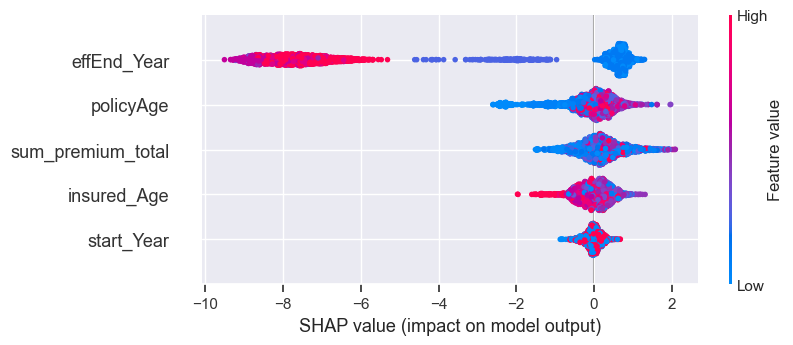 High
effEnd_Year
policyAge
sum_premium_total
insured_Age
start_Year
Feature value
Low
−10 −8 −6 −4 −2 0 2
SHAP value (impact on model output)